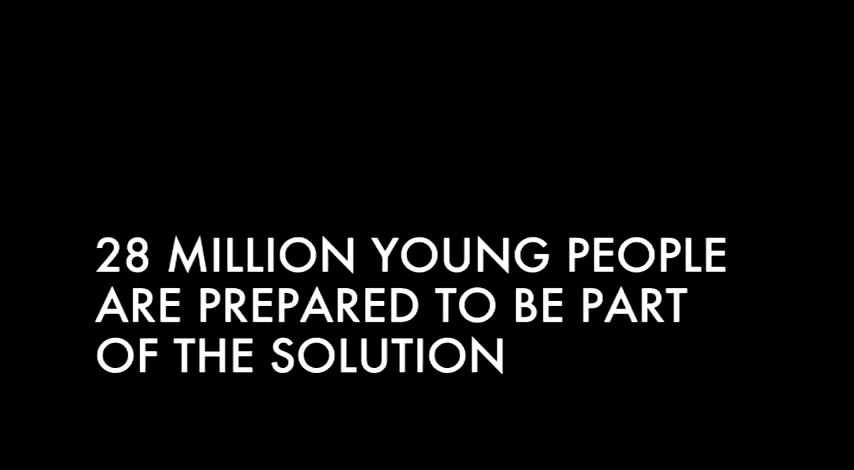 28 MILLION YOUNG PEOPLE
ARE PREPARED TO BE PART
OF THE SOLUTION